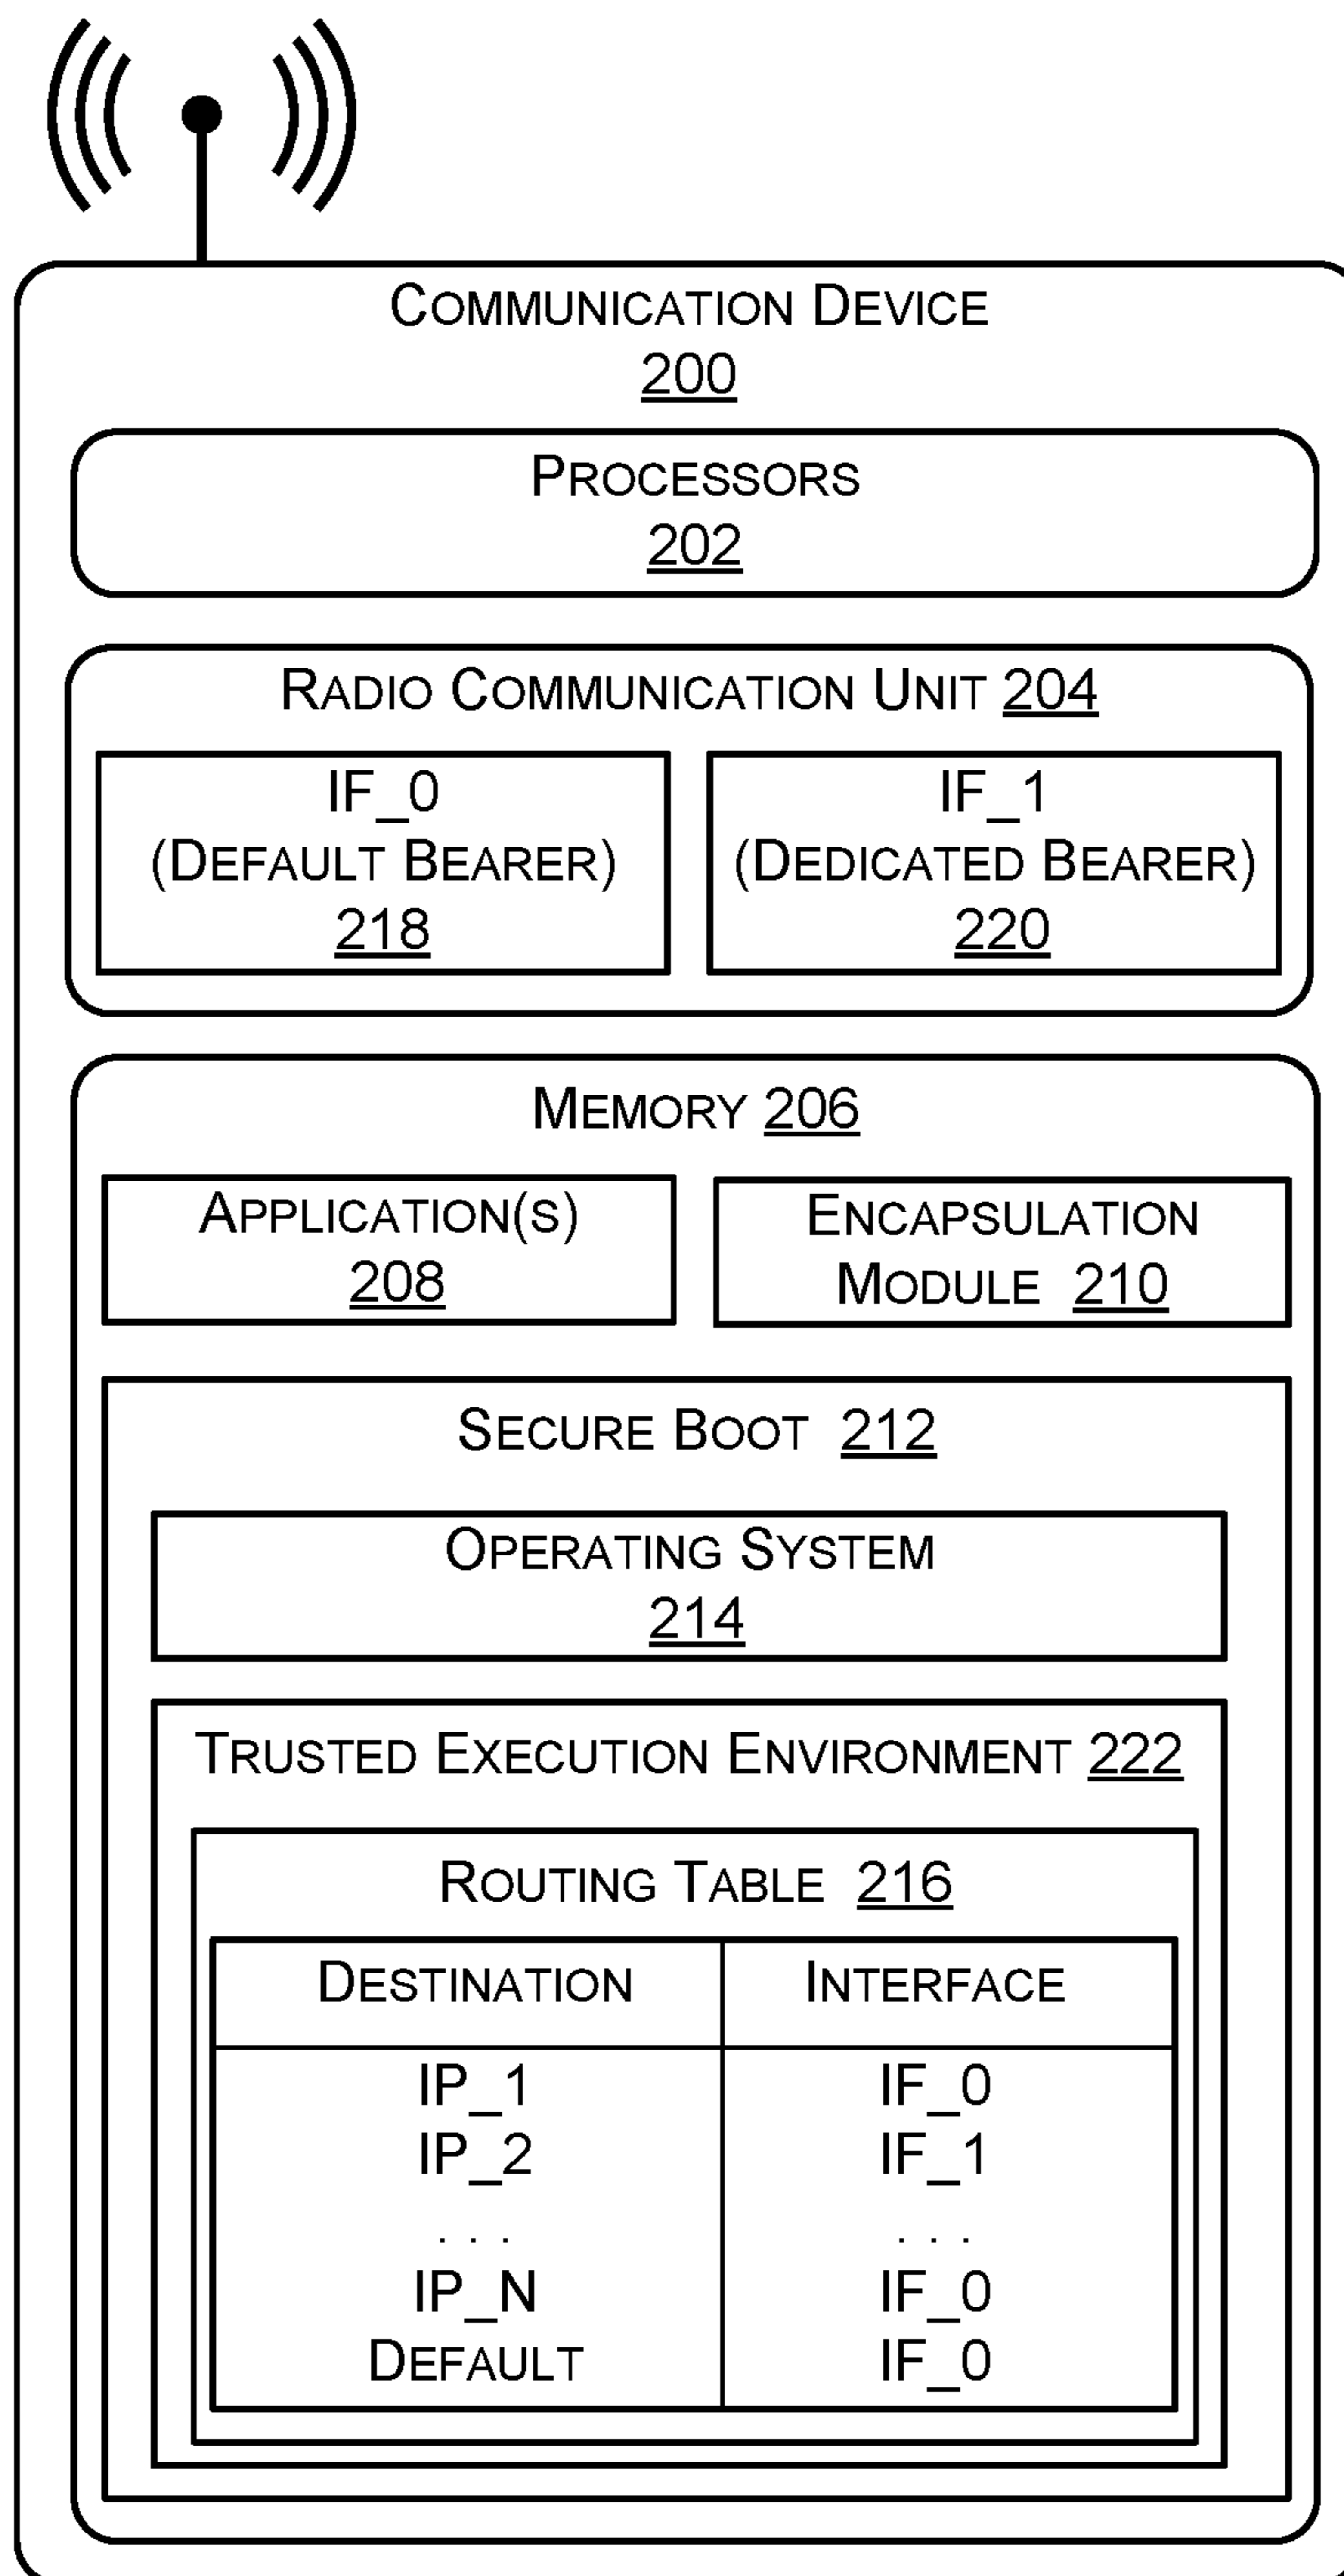 COMMUNICATION DEVICE
200
PROCESSORS
202
RADIO COMMUNICATION UNIT 204
IF_0
(DEFAULT BEARER)
218
IF_1
(DEDICATED BEARER)
220
MEMORY 206
APPLICATION(S)
208
ENCAPSULATION
MODULE 210
SECURE BOOT 212
OPERATING SYSTEM
214
TRUSTED EXECUTION ENVIRONMENT 222
ROUTING TABLE 216
DESTINATION INTERFACE
IP_1 IF_0
IP_2 IF_1
. . . . . .
IP_N IF_0
DEFAULT IF_0